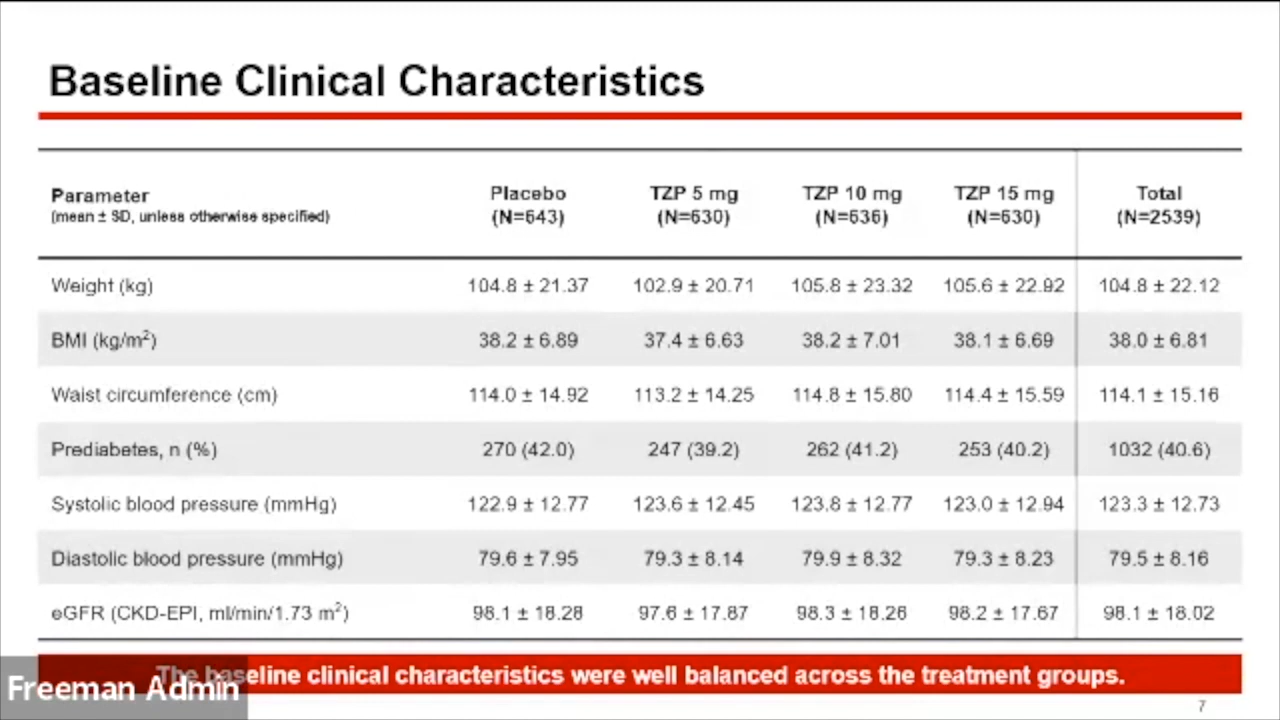 Baseline Clinical Characteristics
Parameter Placebo TZP 5 mg TZP 10 mg TZP 15 mg Total
(mean ± SD, unless otherwise specified) (N=643) (N=630) (N=636) (N=630) (N=2539)
Weight (kg) 104.8 ± 21.37 102.9 ± 20.71 105.8 ± 23.32 105.6 ± 22.92 104.8 ± 22.12
BMI (kg/m²) 38.2 ± 6.89 37.4 ± 6.63 38.2 ± 7.01 38.1 ± 6.69 38.0 ± 6.81
Waist circumference (cm) 114.0 ± 14.92 113.2 ± 14.25 114.8 ± 15.80 114.4 ± 15.59 114.1 ± 15.16
Prediabetes, n (%) 270 (42.0) 247 (39.2) 262 (41.2) 253 (40.2) 1032 (40.6)
Systolic blood pressure (mmHg) 122.9 ± 12.77 123.6 ± 12.45 123.8 ± 12.77 123.0 ± 12.94 123.3 ± 12.73
Diastolic blood pressure (mmHg) 79.6 ± 7.95 79.3 ± 8.14 79.9 ± 8.32 79.3 ± 8.23 79.5 ± 8.16
eGFR (CKD-EPI, ml/min/1.73 m²) 98.1 ± 18.28 97.6 ± 17.87 98.3 ± 18.26 98.2 ± 17.67 98.1 ± 18.02
The baseline clinical characteristics were well balanced across the treatment groups.
Freeman Admin
7